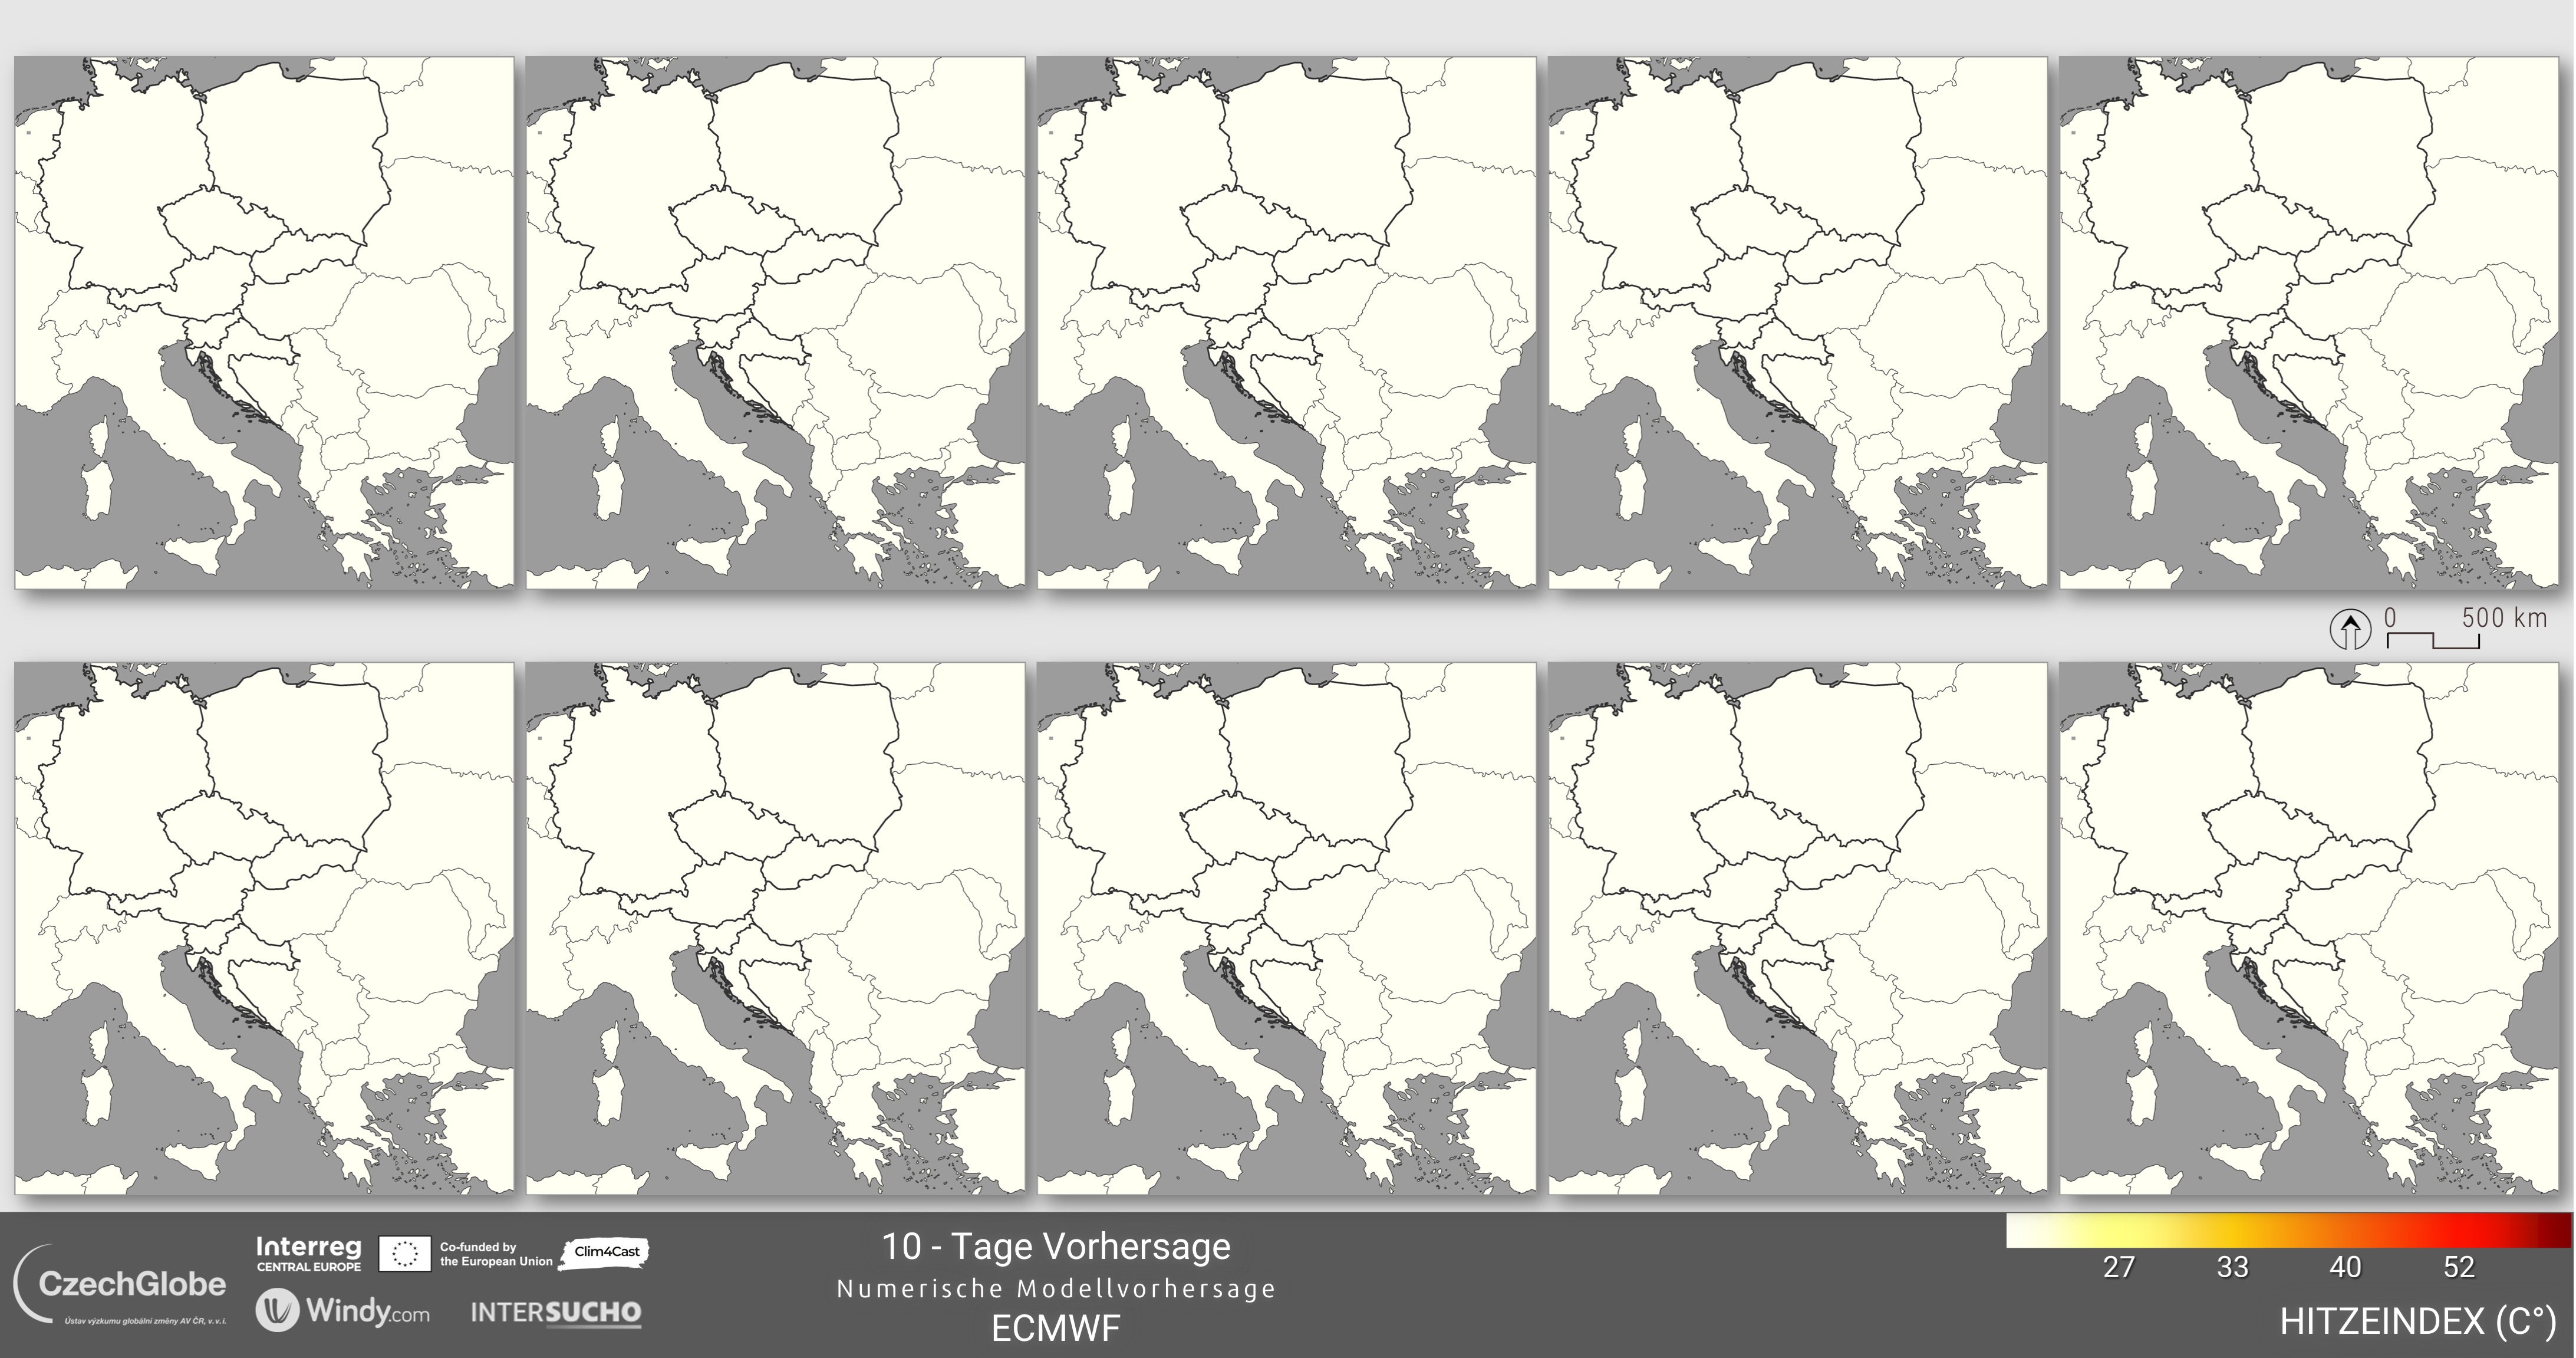 0 500 km
Interreg
CENTRAL EUROPE
Co-funded by
the European Union
Clim4Cast
CzechGlobe
Ústav výzkumu globální změny AV ČR, v. v. i.
Windy.com
INTERSUCHO
10 - Tage Vorhersage
Numerische Modellvorhersage
ECMWF
27 33 40 52
HITZEINDEX (C°)